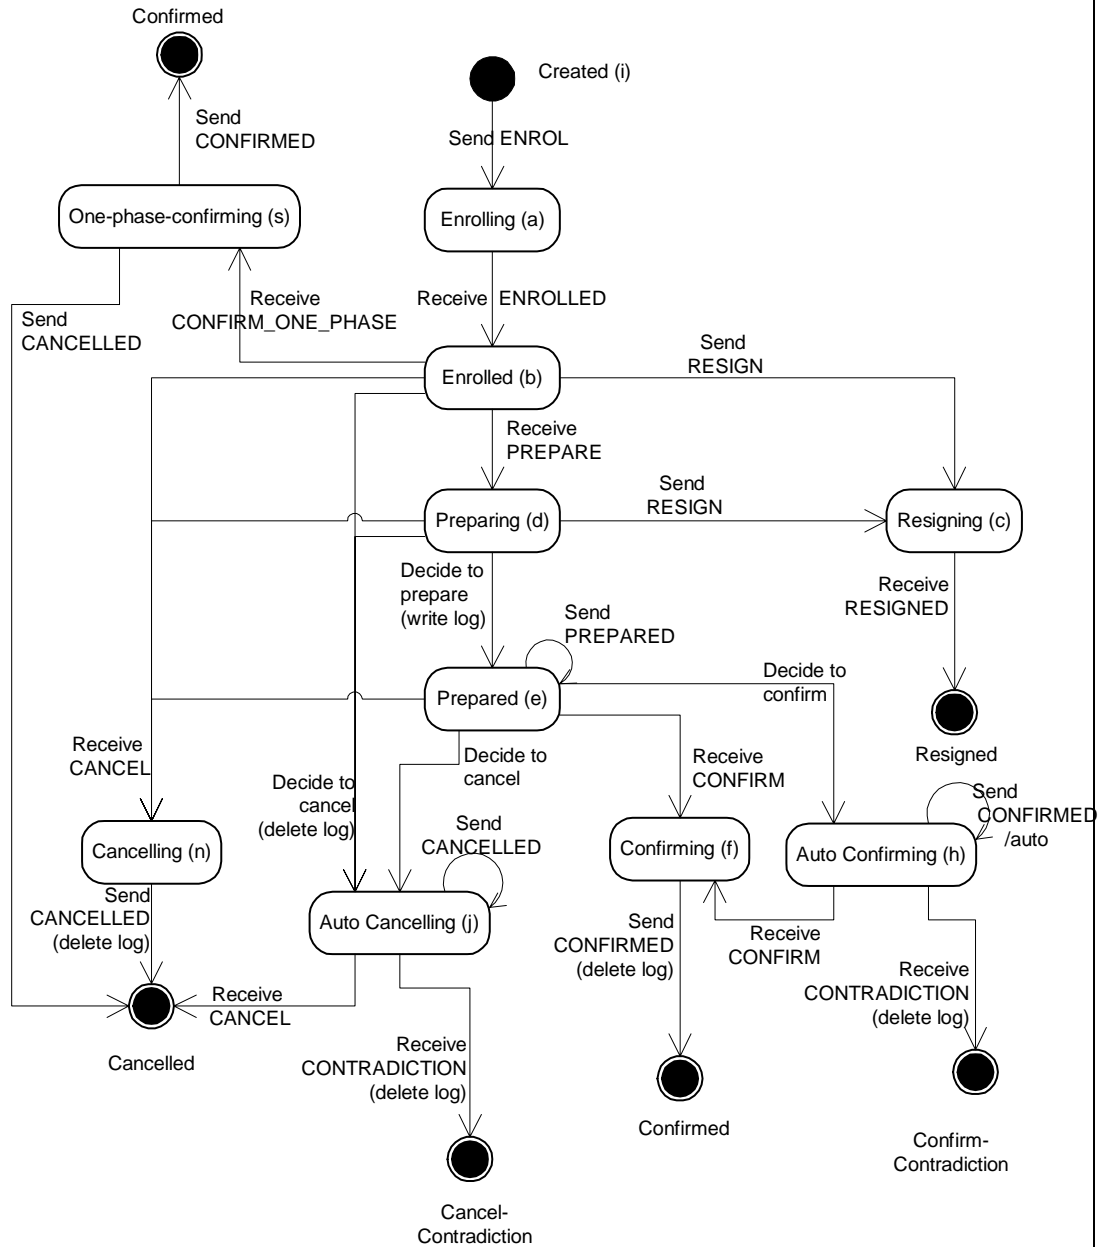 Confirmed
Created (i)
Send
CONFIRMED
Send ENROL
One-phase-confirming (s)
Enrolling (a)
Receive
CONFIRM_ONE_PHASE
Receive ENROLLED
Send
CANCELLED
Send
RESIGN
Enrolled (b)
Receive
PREPARE
Send
RESIGN
Preparing (d)
Resigning (c)
Decide to
prepare
(write log)
Receive
RESIGNED
Send
PREPARED
Decide to
confirm
Prepared (e)
Resigned
Receive
CANCEL
Decide to
cancel
Receive
CONFIRM
Decide to
cancel
(delete log)
Send
CONFIRMED
/auto
Send
CANCELLED
Cancelling (n)
Confirming (f)
Auto Confirming (h)
Send
CANCELLED
(delete log)
Auto Cancelling (j)
Send
CONFIRMED
(delete log)
Receive
CONFIRM
Receive
CONTRADICTION
(delete log)
Receive
CANCEL
Cancelled
Receive
CONTRADICTION
(delete log)
Confirmed
Confirm-
Contradiction
Cancel-
Contradiction